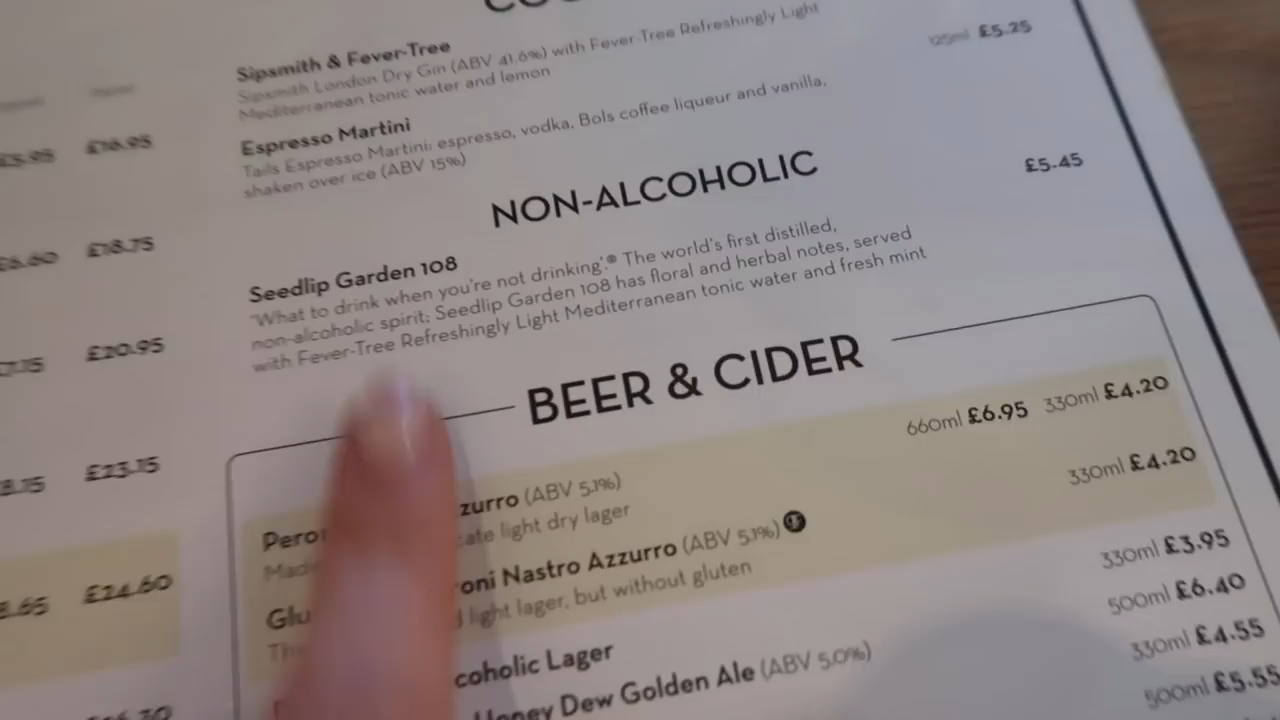 Sipsmith & Fever-Tree
Sipsmith London Dry Gin (ABV 41.6%) with Fever-Tree Refreshingly Light
Mediterranean tonic water and lemon
125ml £5.25
Espresso Martini
Tails Espresso Martini: espresso, vodka, Bols coffee liqueur and vanilla,
shaken over ice (ABV 15%)
NON-ALCOHOLIC
£5.45
Seedlip Garden 108
'What to drink when you're not drinking'.® The world's first distilled,
non-alcoholic spirit; Seedlip Garden 108 has floral and herbal notes, served
with Fever-Tree Refreshingly Light Mediterranean tonic water and fresh mint
BEER & CIDER
660ml £6.95 330ml £4.20
zurro (ABV 5.1%)
light dry lager
330ml £4.20
oni Nastro Azzurro (ABV 5.1%)
light lager, but without gluten
330ml £3.95
coholic Lager
500ml £6.40
Honey Dew Golden Ale (ABV 5.0%)
330ml £4.55
500ml £5.55
£5.95 £16.95
£6.60 £18.75
£20.95
£23.15
£24.60